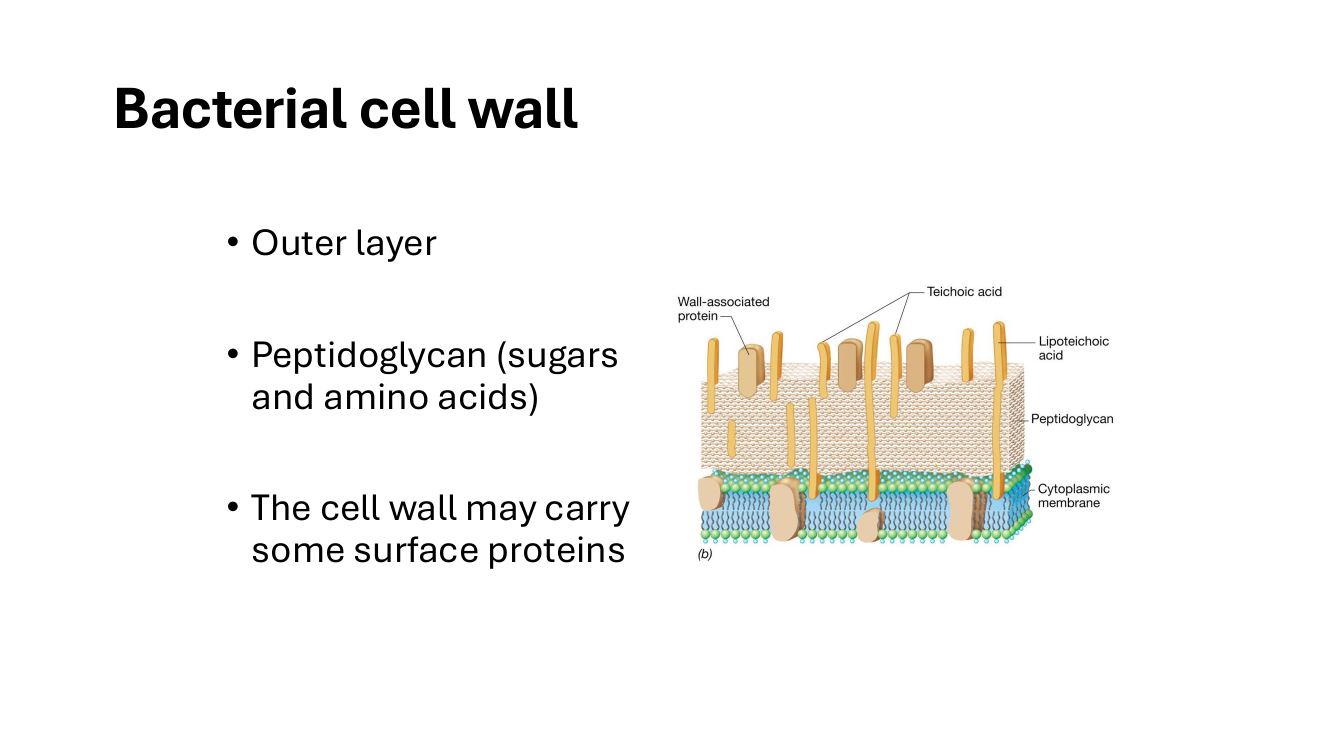 Bacterial cell wall
• Outer layer
• Peptidoglycan (sugars
and amino acids)
• The cell wall may carry
some surface proteins
Wall-associated
protein
Teichoic acid
Lipoteichoic
acid
Peptidoglycan
Cytoplasmic
membrane
(b)